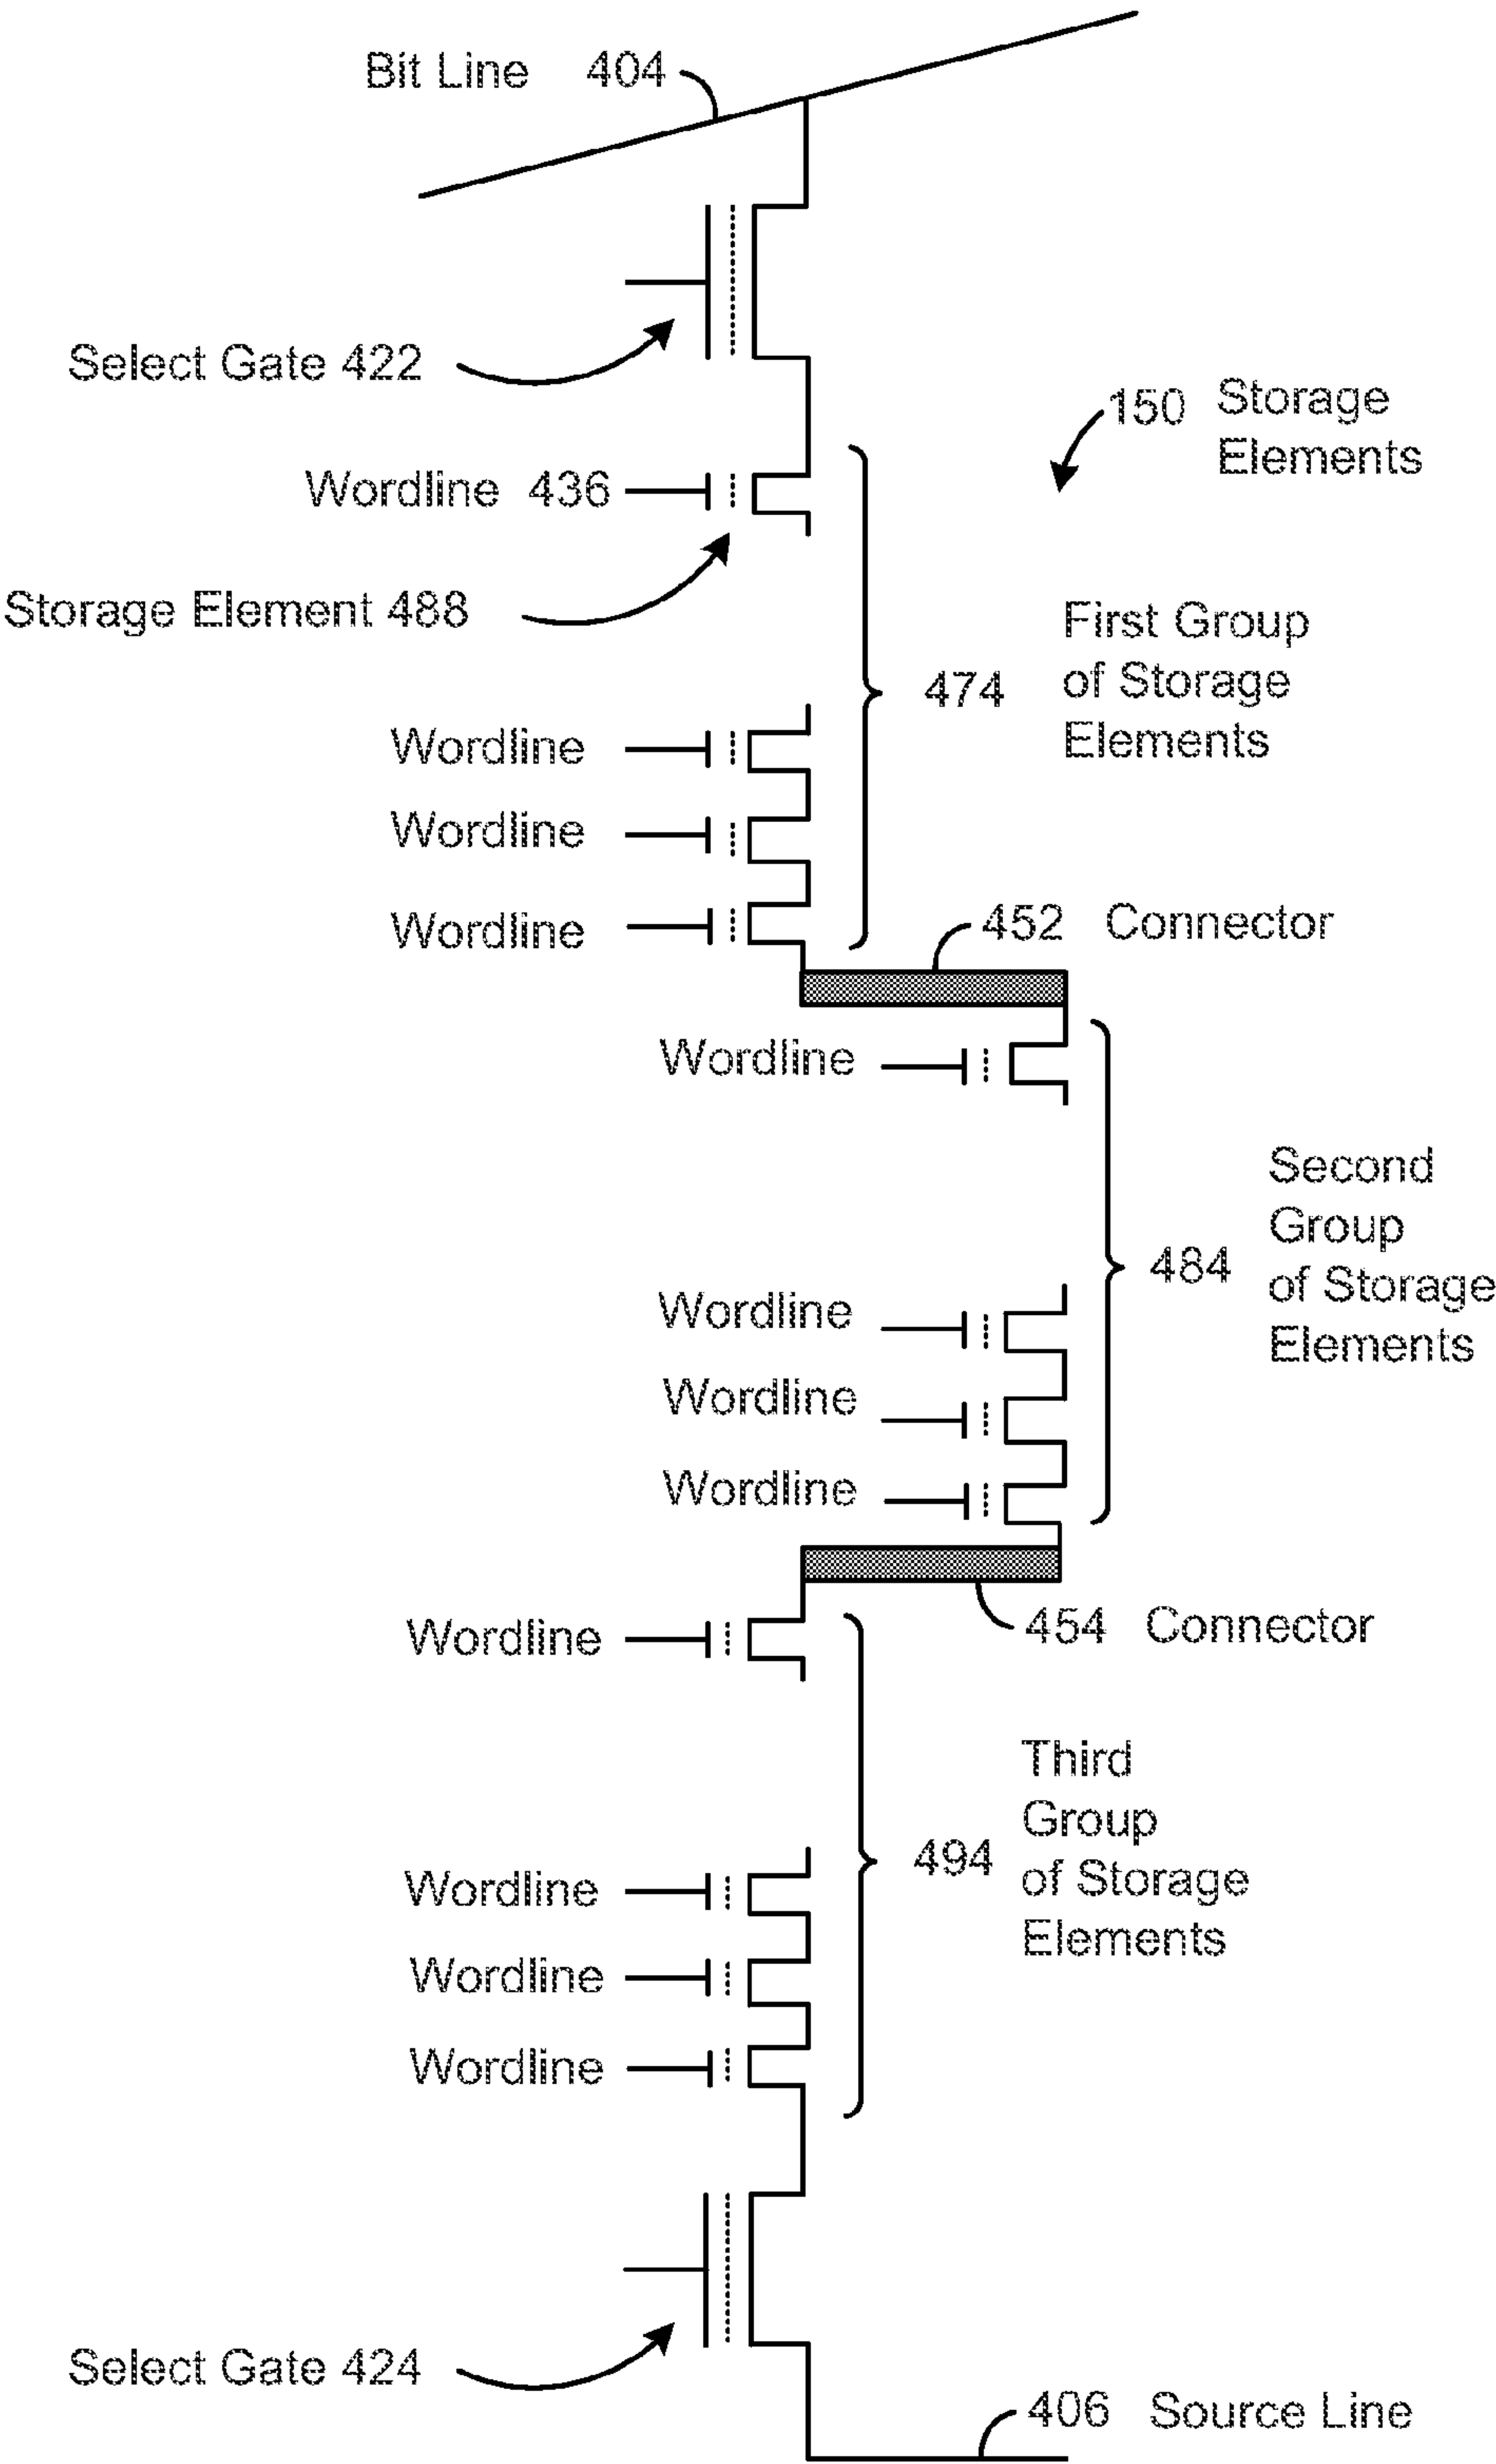 Bit Line 404
Select Gate 422
150 Storage
Elements
Wordline 436
Storage Element 488
First Group
474 of Storage
Elements
Wordline
Wordline
Wordline
452 Connector
Wordline
Second
Group
484 of Storage
Elements
Wordline
Wordline
Wordline
454 Connector
Wordline
Third
Group
494 of Storage
Elements
Wordline
Wordline
Wordline
Select Gate 424
406 Source Line